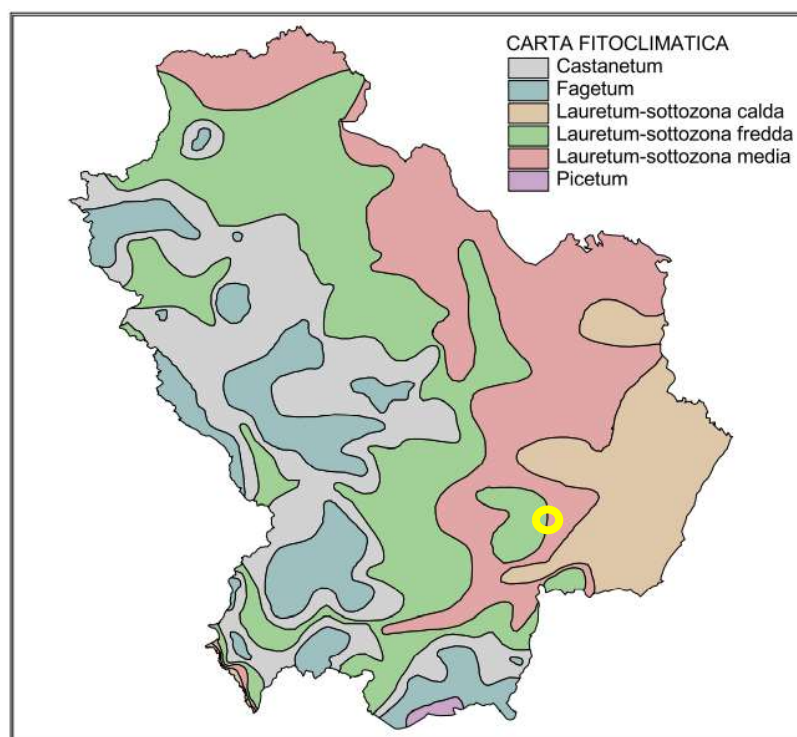 CARTA FITOCLIMATICA
Castanetum
Fagetum
Lauretum-sottozona calda
Lauretum-sottozona fredda
Lauretum-sottozona media
Picetum